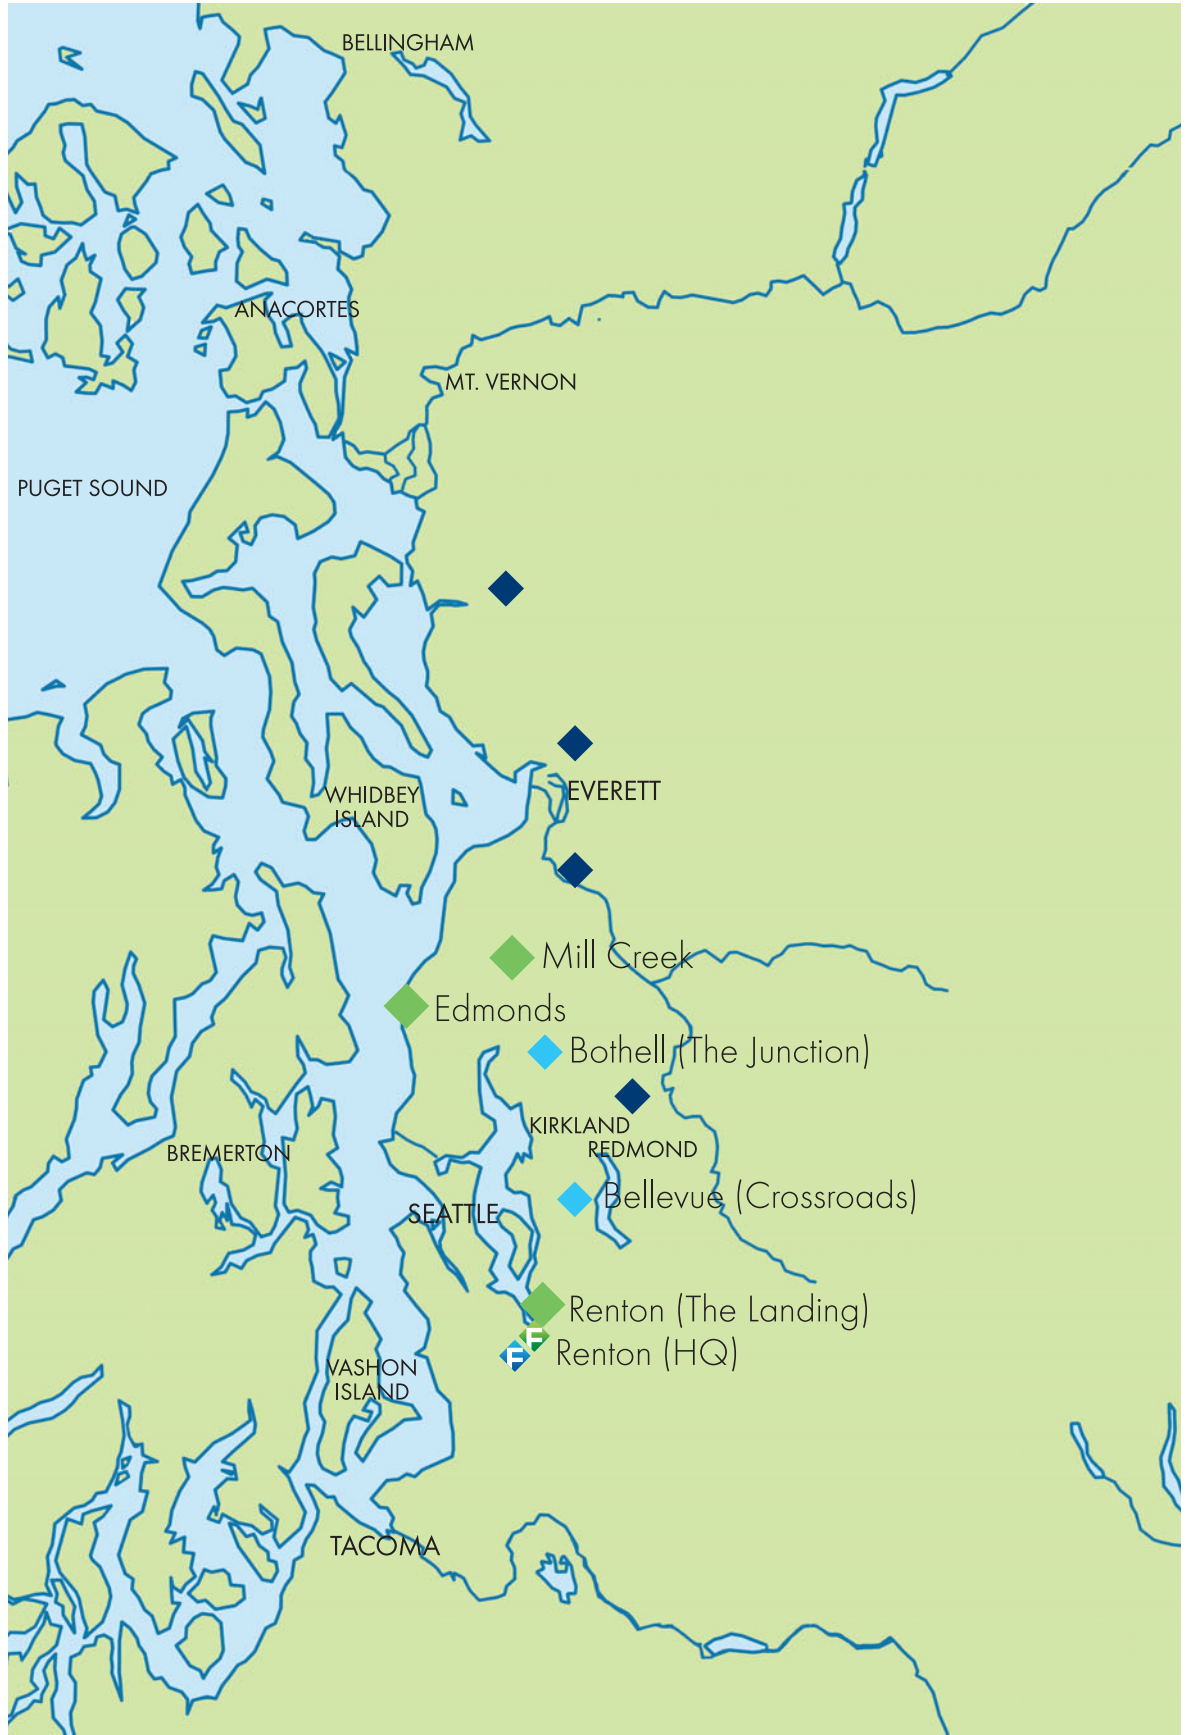 BELLINGHAM
ANACORTES
MT. VERNON
PUGET SOUND
EVERETT
WHIDBEY
ISLAND
Mill Creek
Edmonds
Bothell (The Junction)
KIRKLAND
REDMOND
BREMERTON
Bellevue (Crossroads)
SEATTLE
Renton (The Landing)
F
F
Renton (HQ)
VASHON
ISLAND
TACOMA